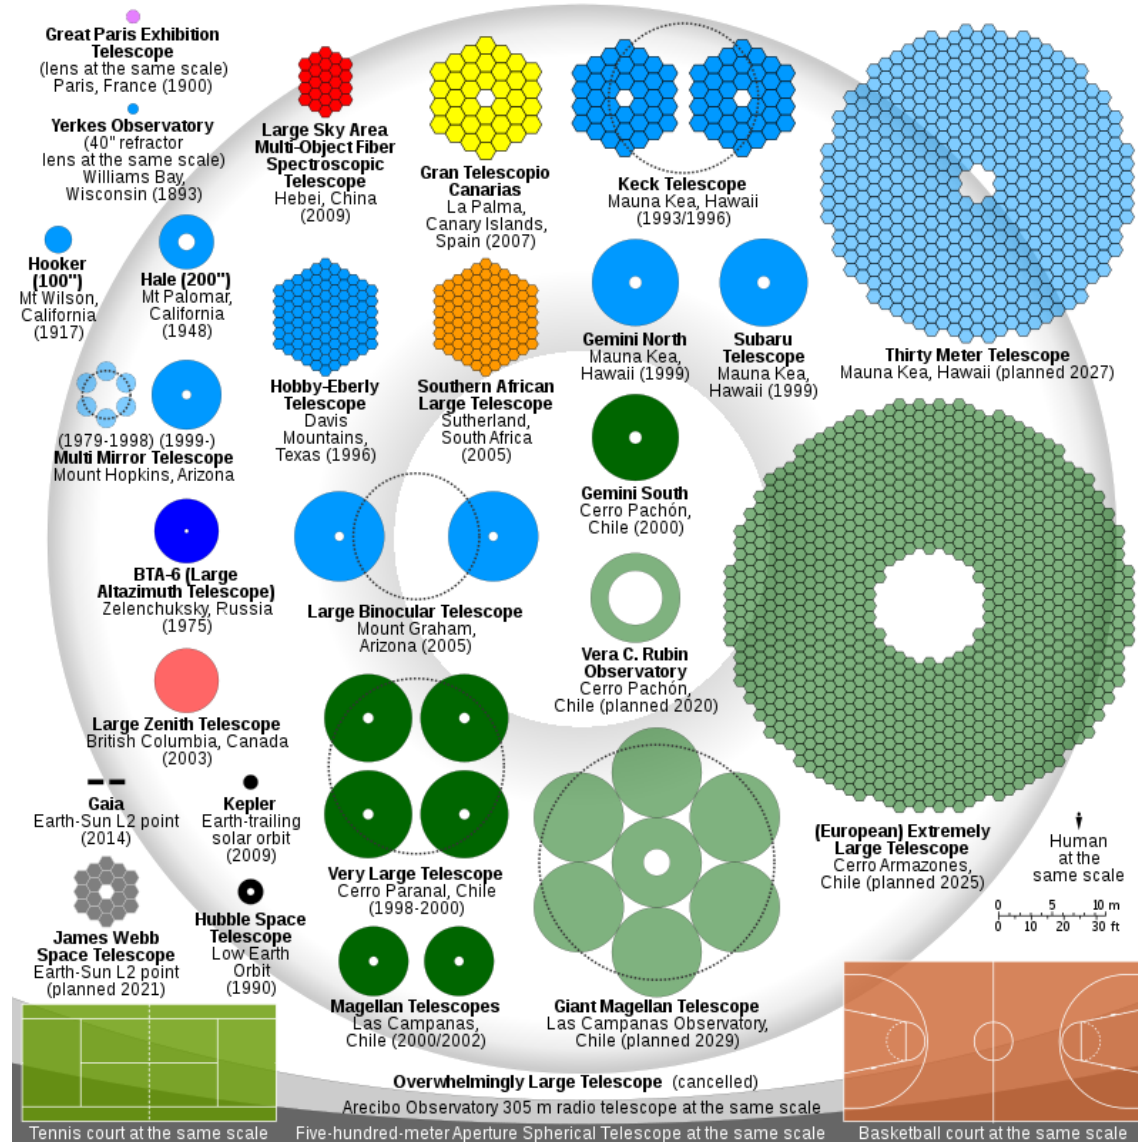 Great Paris Exhibition
Telescope
(lens at the same scale)
Paris, France (1900)
Yerkes Observatory
(40" refractor
lens at the same scale)
Williams Bay,
Wisconsin (1893)
Hooker
(100")
Mt Wilson,
California
(1917)
Hale (200")
Mt Palomar,
California
(1948)
(1979-1998) (1999-)
Multi Mirror Telescope
Mount Hopkins, Arizona
BTA-6 (Large
Altazimuth Telescope)
Zelenchuksky, Russia
(1975)
Large Zenith Telescope
British Columbia, Canada
(2003)
Gaia
Earth-Sun L2 point
(2014)
Kepler
Earth-trailing
solar orbit
(2009)
James Webb
Space Telescope
Earth-Sun L2 point
(planned 2021)
Hubble Space
Telescope
Low Earth
Orbit
(1990)
Large Sky Area
Multi-Object Fiber
Spectroscopic
Telescope
Hebei, China
(2009)
Gran Telescopio
Canarias
La Palma,
Canary Islands,
Spain (2007)
Keck Telescope
Mauna Kea, Hawaii
(1993/1996)
Hobby-Eberly
Telescope
Davis
Mountains,
Texas (1996)
Southern African
Large Telescope
Sutherland,
South Africa
(2005)
Gemini North
Mauna Kea,
Hawaii (1999)
Subaru
Telescope
Mauna Kea,
Hawaii (1999)
Thirty Meter Telescope
Mauna Kea, Hawaii (planned 2027)
Gemini South
Cerro Pachón,
Chile (2000)
Large Binocular Telescope
Mount Graham,
Arizona (2005)
Vera C. Rubin
Observatory
Cerro Pachón,
Chile (planned 2020)
Very Large Telescope
Cerro Paranal, Chile
(1998-2000)
Magellan Telescopes
Las Campanas,
Chile (2000/2002)
Giant Magellan Telescope
Las Campanas Observatory,
Chile (planned 2029)
(European) Extremely
Large Telescope
Cerro Armazones,
Chile (planned 2025)
Human
at the
same scale
0 5 10 m
0 10 20 30 ft
Overwhelmingly Large Telescope (cancelled)
Arecibo Observatory 305 m radio telescope at the same scale
Tennis court at the same scale
Five-hundred-meter Aperture Spherical Telescope at the same scale
Basketball court at the same scale